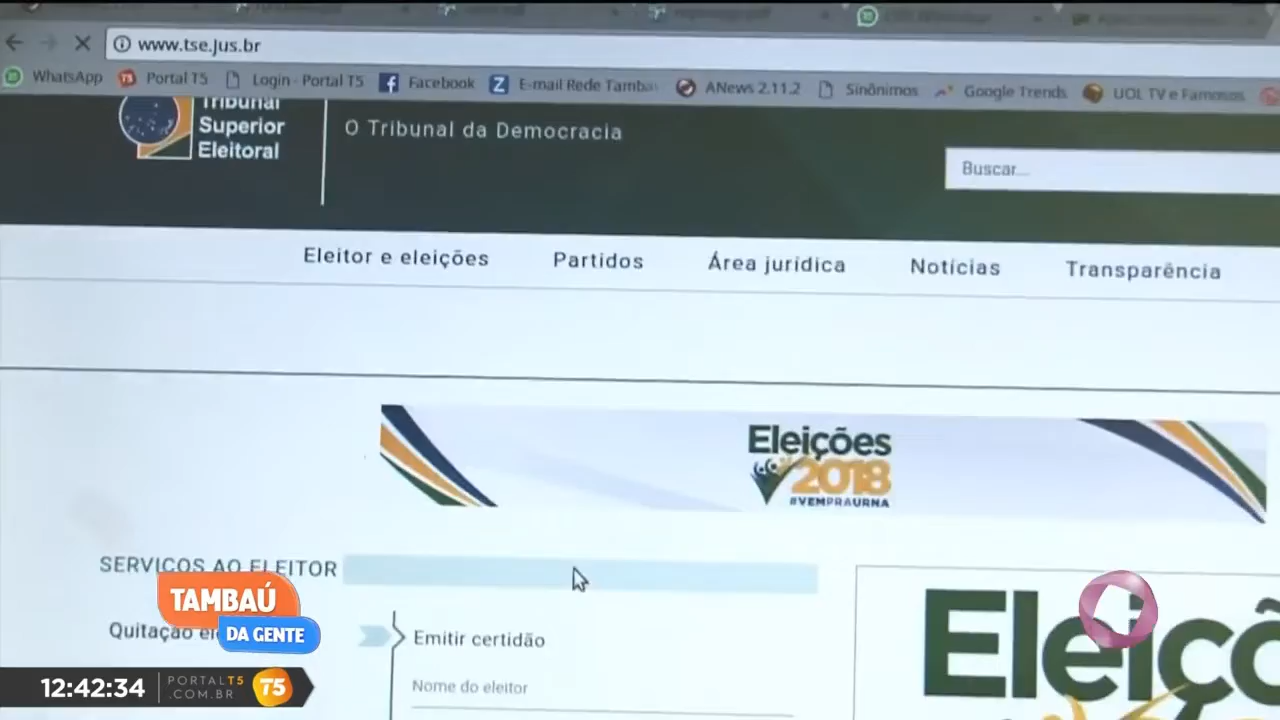 www.tse.jus.br
WhatsApp
Portal T5
Login - Portal T5
Facebook
E-mail Rede Tamba
ANews 2.11.2
Sinônimos
Google Trends
UOL TV e Famosos
Tribunal
Superior
Eleitoral
O Tribunal da Democracia
Buscar...
Eleitor e eleições
Partidos
Área jurídica
Notícias
Transparência
Eleições
2018
#VEMPRAURNA
SERVIÇOS AO ELEITOR
Quitação
Emitir certidão
Nome do eleitor
Eleiçõ
TAMBAÚ
DA GENTE
12:42:34
PORTALT5
.COM.BR
T5